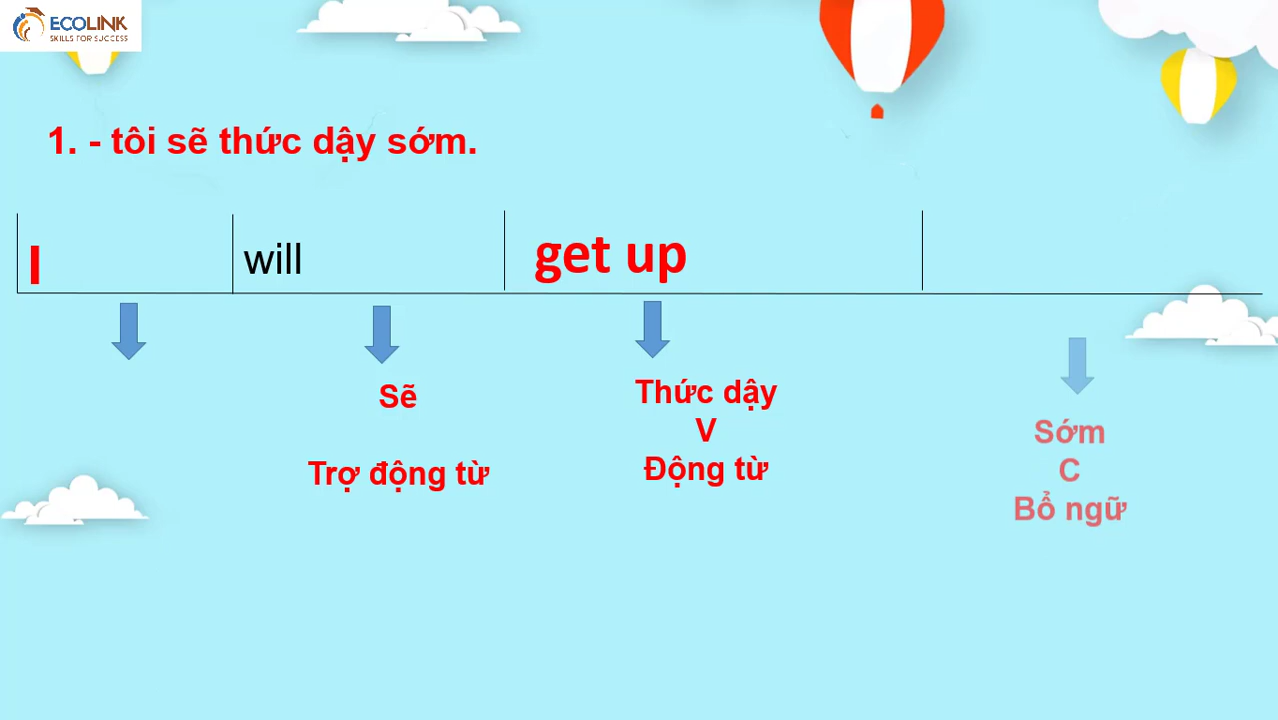 ECOLINK
SKILLS FOR SUCCESS
1. - tôi sẽ thức dậy sớm.
I will get up
Sẽ
Trợ động từ
Thức dậy
V
Động từ
Sớm
C
Bổ ngữ